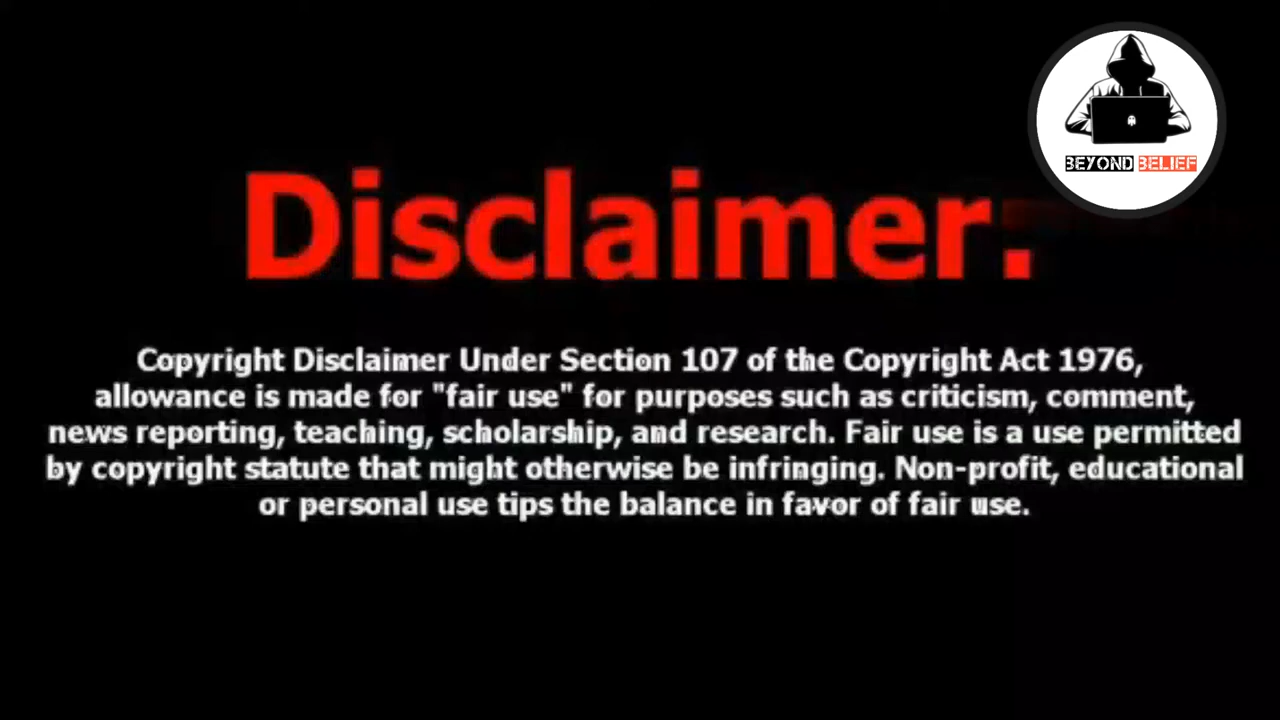 BEYOND BELIEF
Disclaimer.
Copyright Disclaimer Under Section 107 of the Copyright Act 1976,
allowance is made for "fair use" for purposes such as criticism, comment,
news reporting, teaching, scholarship, and research. Fair use is a use permitted
by copyright statute that might otherwise be infringing. Non-profit, educational
or personal use tips the balance in favor of fair use.